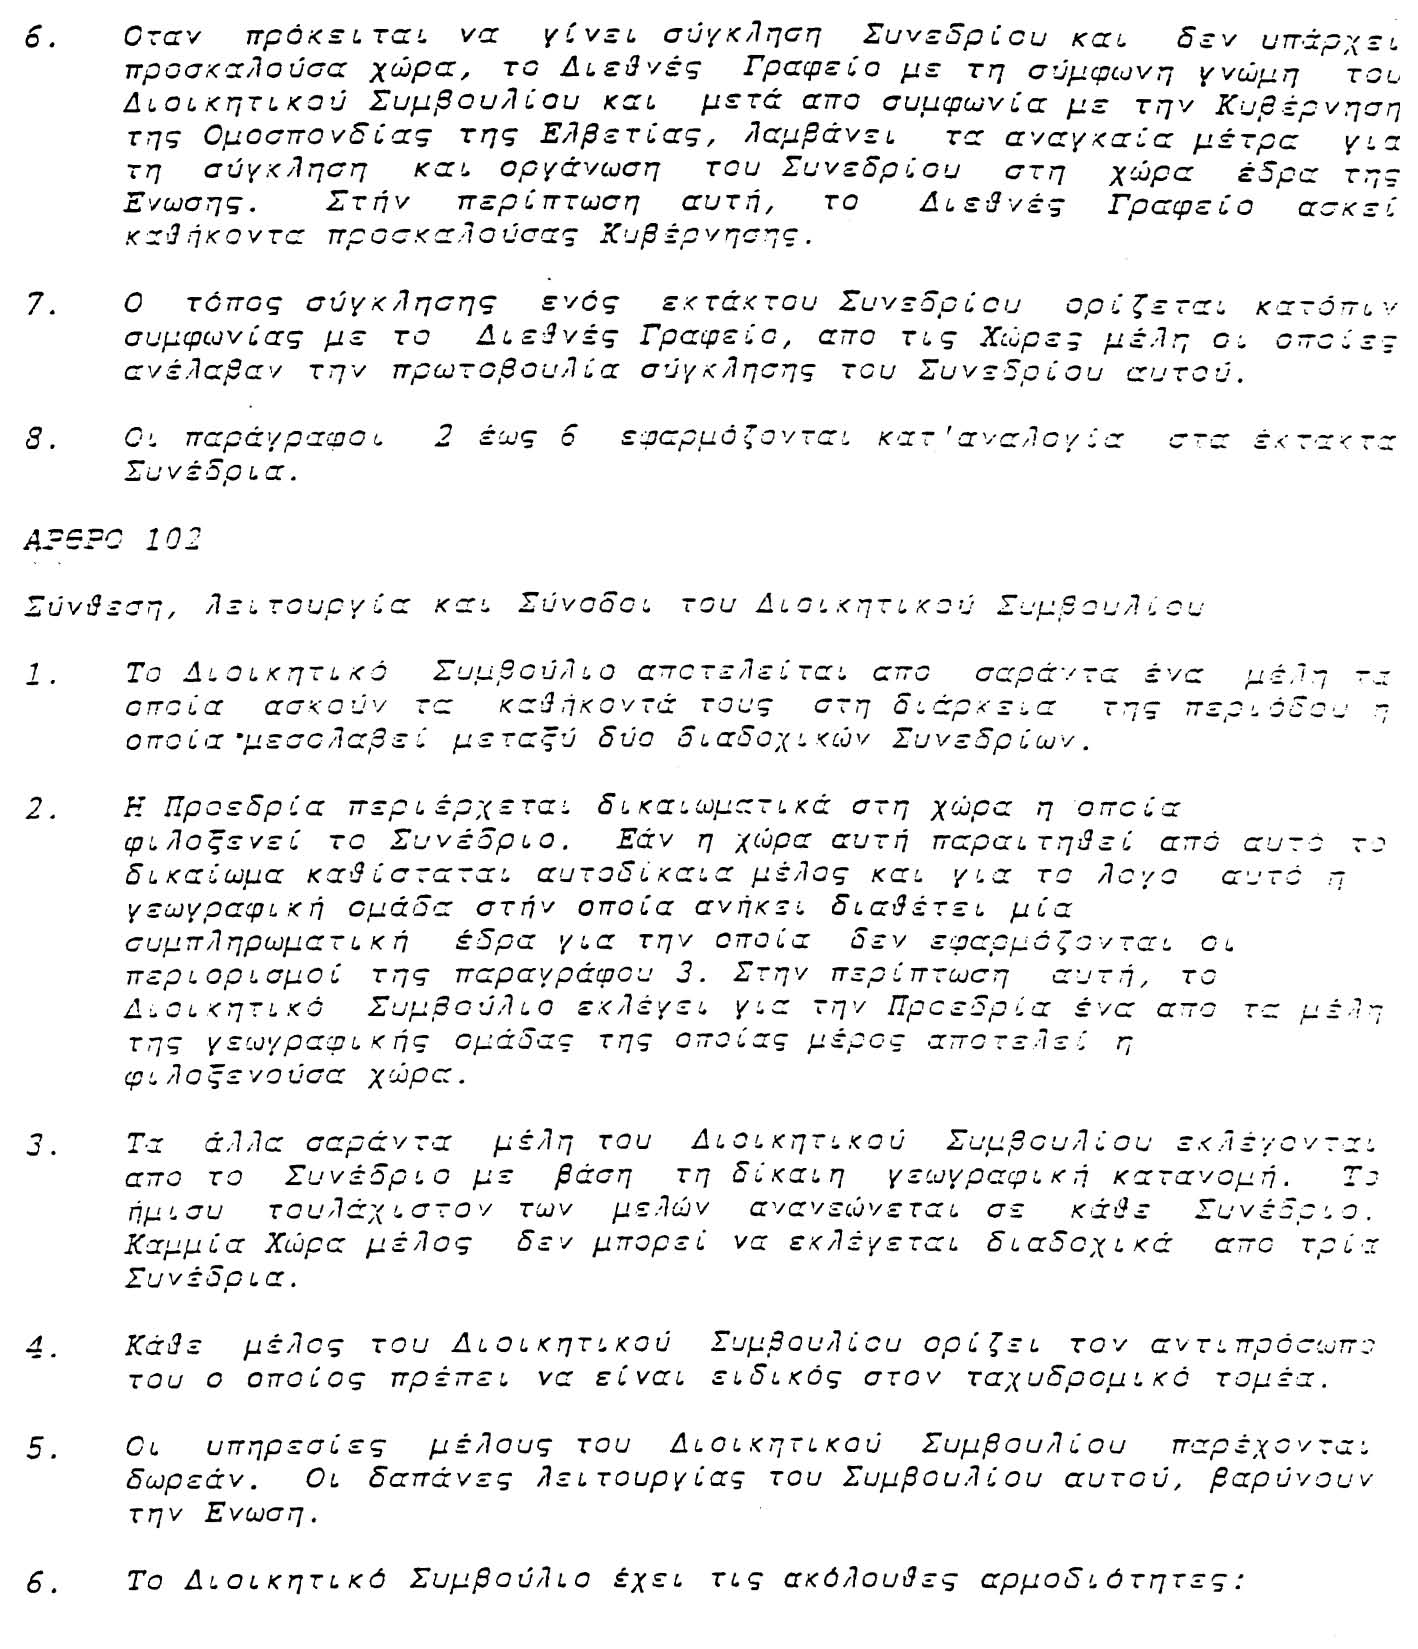 6. Οταν πρόκειται να γίνει σύγκληση Συνεδρίου και δεν υπάρχει
προσκαλούσα χώρα, το Διεθνές Γραφείο με τη σύμφωνη γνώμη του
Διοικητικού Συμβουλίου και μετά απο συμφωνία με την Κυβέρνηση
της Ομοσπονδίας της Ελβετίας, λαμβάνει τα αναγκαία μέτρα για
τη σύγκληση και οργάνωση του Συνεδρίου στη χώρα έδρα της
Ενωσης. Στήν περίπτωση αυτή, το Διεθνές Γραφείο ασκεί
καθήκοντα προσκαλούσας Κυβέρνησης.
7. Ο τόπος σύγκλησης ενός εκτάκτου Συνεδρίου ορίζεται κατόπιν
συμφωνίας με το Διεθνές Γραφείο, απο τις Χώρες μέλη οι οποίες
ανέλαβαν την πρωτοβουλία σύγκλησης του Συνεδρίου αυτού.
8. Οι παράγραφοι 2 έως 6 εφαρμόζονται κατ'αναλογία στα έκτακτα
Συνέδρια.
ΑΡΘΡΟ 102
Σύνθεση, λειτουργία και Σύνοδοι του Διοικητικού Συμβουλίου
1. Το Διοικητικό Συμβούλιο αποτελείται απο σαράντα ένα μέλη τα
οποία ασκούν τα καθήκοντά τους στη διάρκεια της περιόδου η
οποία μεσολαβεί μεταξύ δύο διαδοχικών Συνεδρίων.
2. Η Προεδρία περιέρχεται δικαιωματικά στη χώρα η οποία
φιλοξενεί το Συνέδριο. Εάν η χώρα αυτή παραιτηθεί από αυτό το
δικαίωμα καθίσταται αυτοδίκαια μέλος και για το λογο αυτό η
γεωγραφική ομάδα στήν οποία ανήκει διαθέτει μία
συμπληρωματική έδρα για την οποία δεν εφαρμόζονται οι
περιορισμοί της παραγράφου 3. Στην περίπτωση αυτή, το
Διοικητικό Συμβούλιο εκλέγει για την Προεδρία ένα απο τα μέλη
της γεωγραφικής ομάδας της οποίας μέρος αποτελεί η
φιλοξενούσα χώρα.
3. Τα άλλα σαράντα μέλη του Διοικητικού Συμβουλίου εκλέγονται
απο το Συνέδριο με βάση τη δίκαιη γεωγραφική κατανομή. Το
ήμισυ τουλάχιστον των μελών ανανεώνεται σε κάθε Συνέδριο.
Καμμία Χώρα μέλος δεν μπορεί να εκλέγεται διαδοχικά απο τρία
Συνέδρια.
4. Κάθε μέλος του Διοικητικού Συμβουλίου ορίζει τον αντιπρόσωπο
του ο οποίος πρέπει να είναι ειδικός στον ταχυδρομικό τομέα.
5. Οι υπηρεσίες μέλους του Διοικητικού Συμβουλίου παρέχονται
δωρεάν. Οι δαπάνες λειτουργίας του Συμβουλίου αυτού, βαρύνουν
την Ενωση.
6. Το Διοικητικό Συμβούλιο έχει τις ακόλουθες αρμοδιότητες: